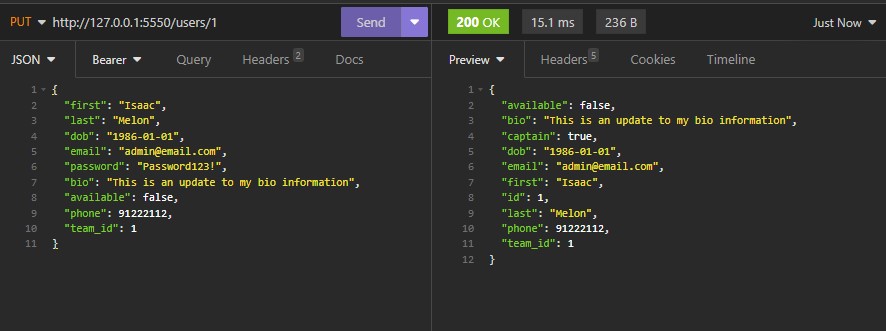 PUT http://127.0.0.1:5550/users/1 Send 200 OK 15.1 ms 236 B Just Now
JSON Bearer Query Headers 2 Docs Preview Headers 5 Cookies Timeline
1 {
2 "first": "Isaac",
3 "last": "Melon",
4 "dob": "1986-01-01",
5 "email": "admin@email.com",
6 "password": "Password123!",
7 "bio": "This is an update to my bio information",
8 "available": false,
9 "phone": 91222112,
10 "team_id": 1
11 }
1 {
2 "available": false,
3 "bio": "This is an update to my bio information",
4 "captain": true,
5 "dob": "1986-01-01",
6 "email": "admin@email.com",
7 "first": "Isaac",
8 "id": 1,
9 "last": "Melon",
10 "phone": 91222112,
11 "team_id": 1
12 }